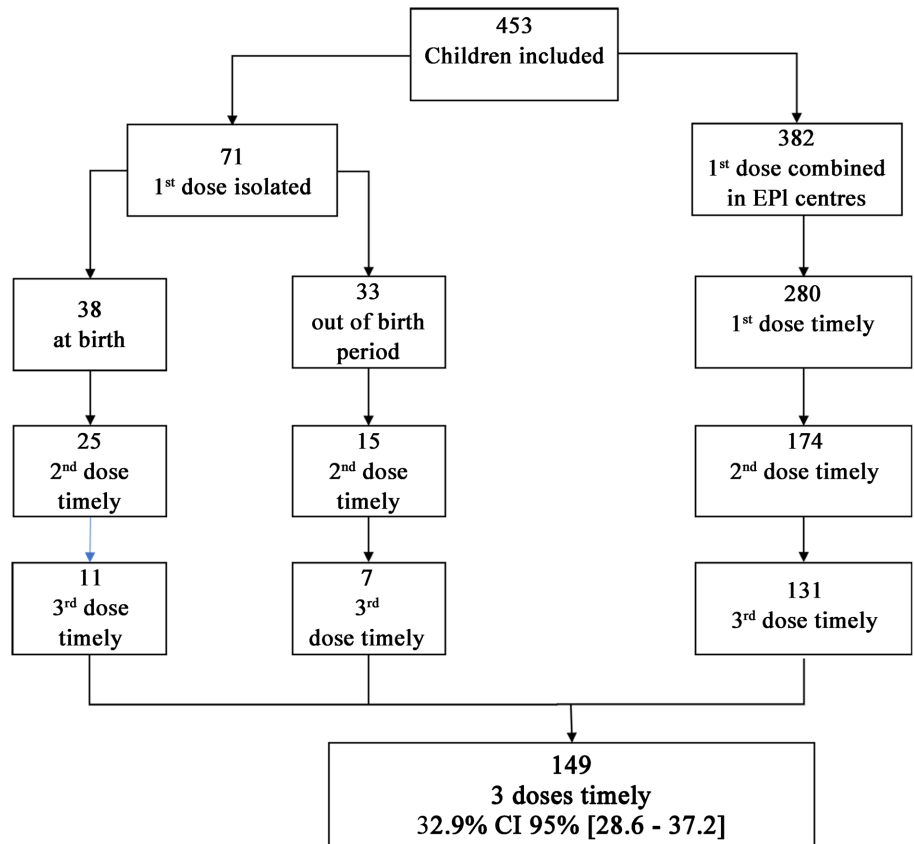 453
Children included
71
1st dose isolated
382
1st dose combined
in EPl centres
38
at birth
33
out of birth
period
280
1st dose timely
25
2nd dose
timely
15
2nd dose
timely
174
2nd dose timely
11
3rd dose
timely
7
3rd
dose timely
131
3rd dose timely
149
3 doses timely
32.9% CI 95% [28.6 - 37.2]